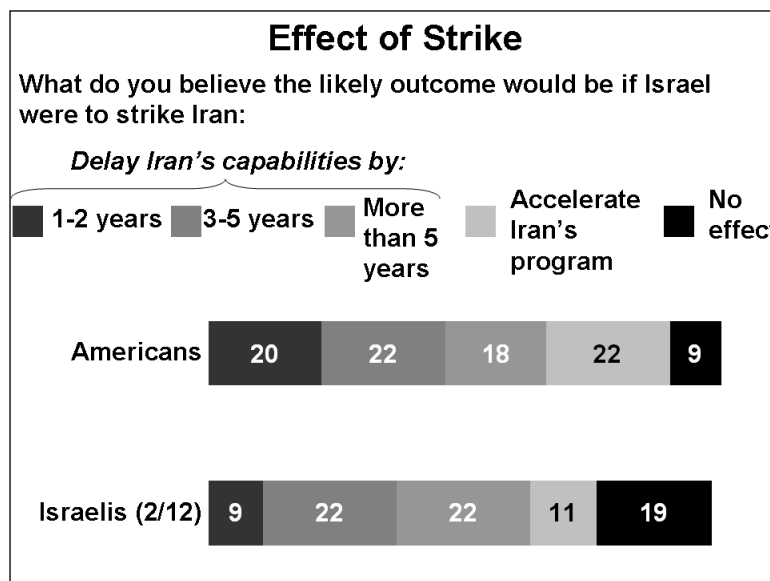 Effect of Strike
What do you believe the likely outcome would be if Israel
were to strike Iran:
Delay Iran's capabilities by:
1-2 years
3-5 years
More
than 5
years
Accelerate
Iran's
program
No
effect
Americans 20 22 18 22 9
Israelis (2/12) 9 22 22 11 19